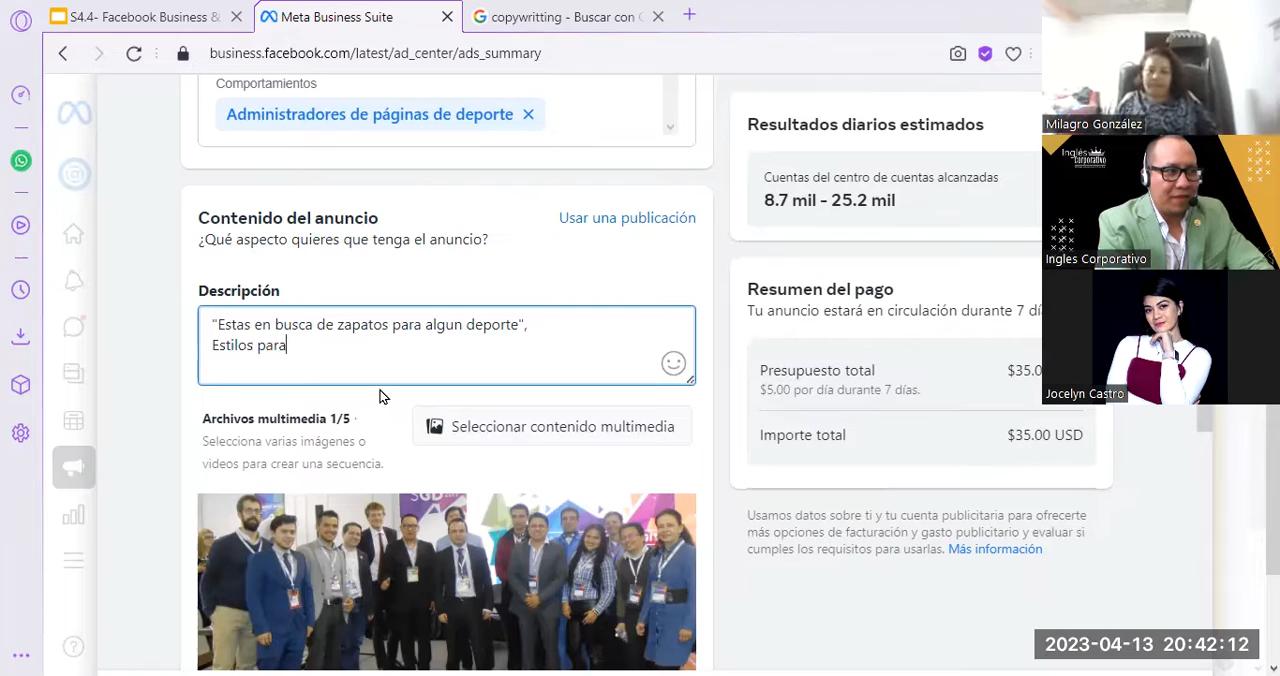 S4.4- Facebook Business &
Meta Business Suite
copywritting - Buscar con
business.facebook.com/latest/ad_center/ads_summary
Comportamientos
Administradores de páginas de deporte
Contenido del anuncio
Usar una publicación
¿Qué aspecto quieres que tenga el anuncio?
Descripción
"Estas en busca de zapatos para algun deporte",
Estilos para
Archivos multimedia 1/5 ·
Selecciona varias imágenes o
videos para crear una secuencia.
Seleccionar contenido multimedia
Resultados diarios estimados
Cuentas del centro de cuentas alcanzadas
8.7 mil - 25.2 mil
Resumen del pago
Tu anuncio estará en circulación durante 7 dí
Presupuesto total
$35.0
$5.00 por día durante 7 días.
Importe total
$35.00 USD
Usamos datos sobre ti y tu cuenta publicitaria para ofrecerte
más opciones de facturación y gasto publicitario y evaluar si
cumples los requisitos para usarlas. Más información
Milagro González
Inglés
Corporativo
Ingles Corporativo
Jocelyn Castro
2023-04-13 20:42:12